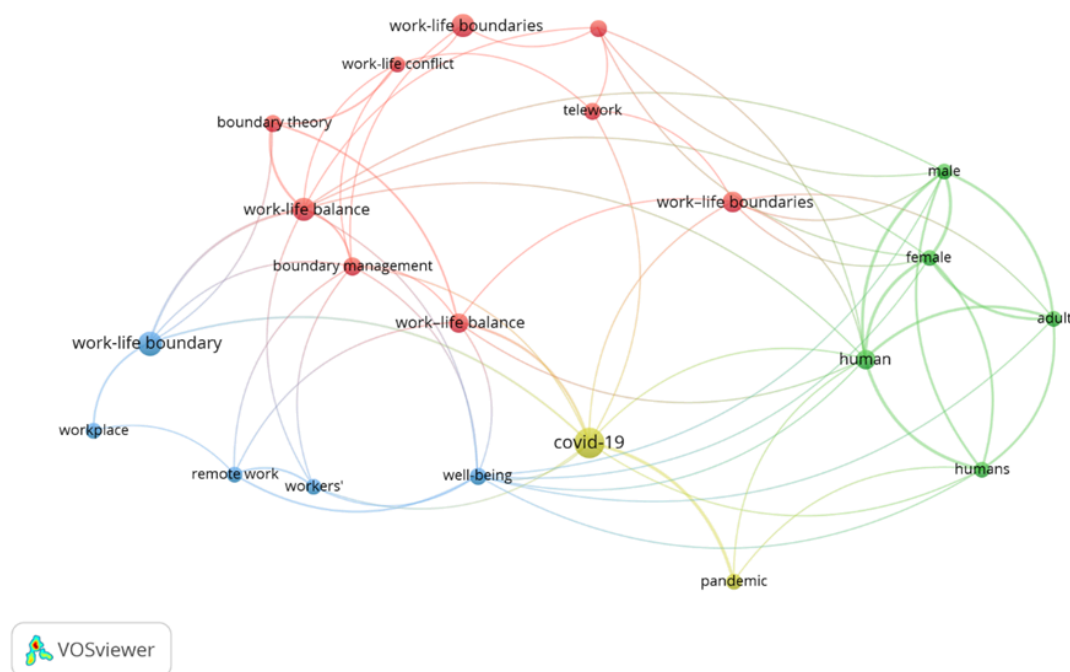 work-life boundaries
work-life conflict
telework
boundary theory
male
work–life boundaries
work-life balance
female
boundary management
adult
work–life balance
work-life boundary
human
workplace
covid-19
humans
remote work
well-being
workers'
pandemic
VOSviewer